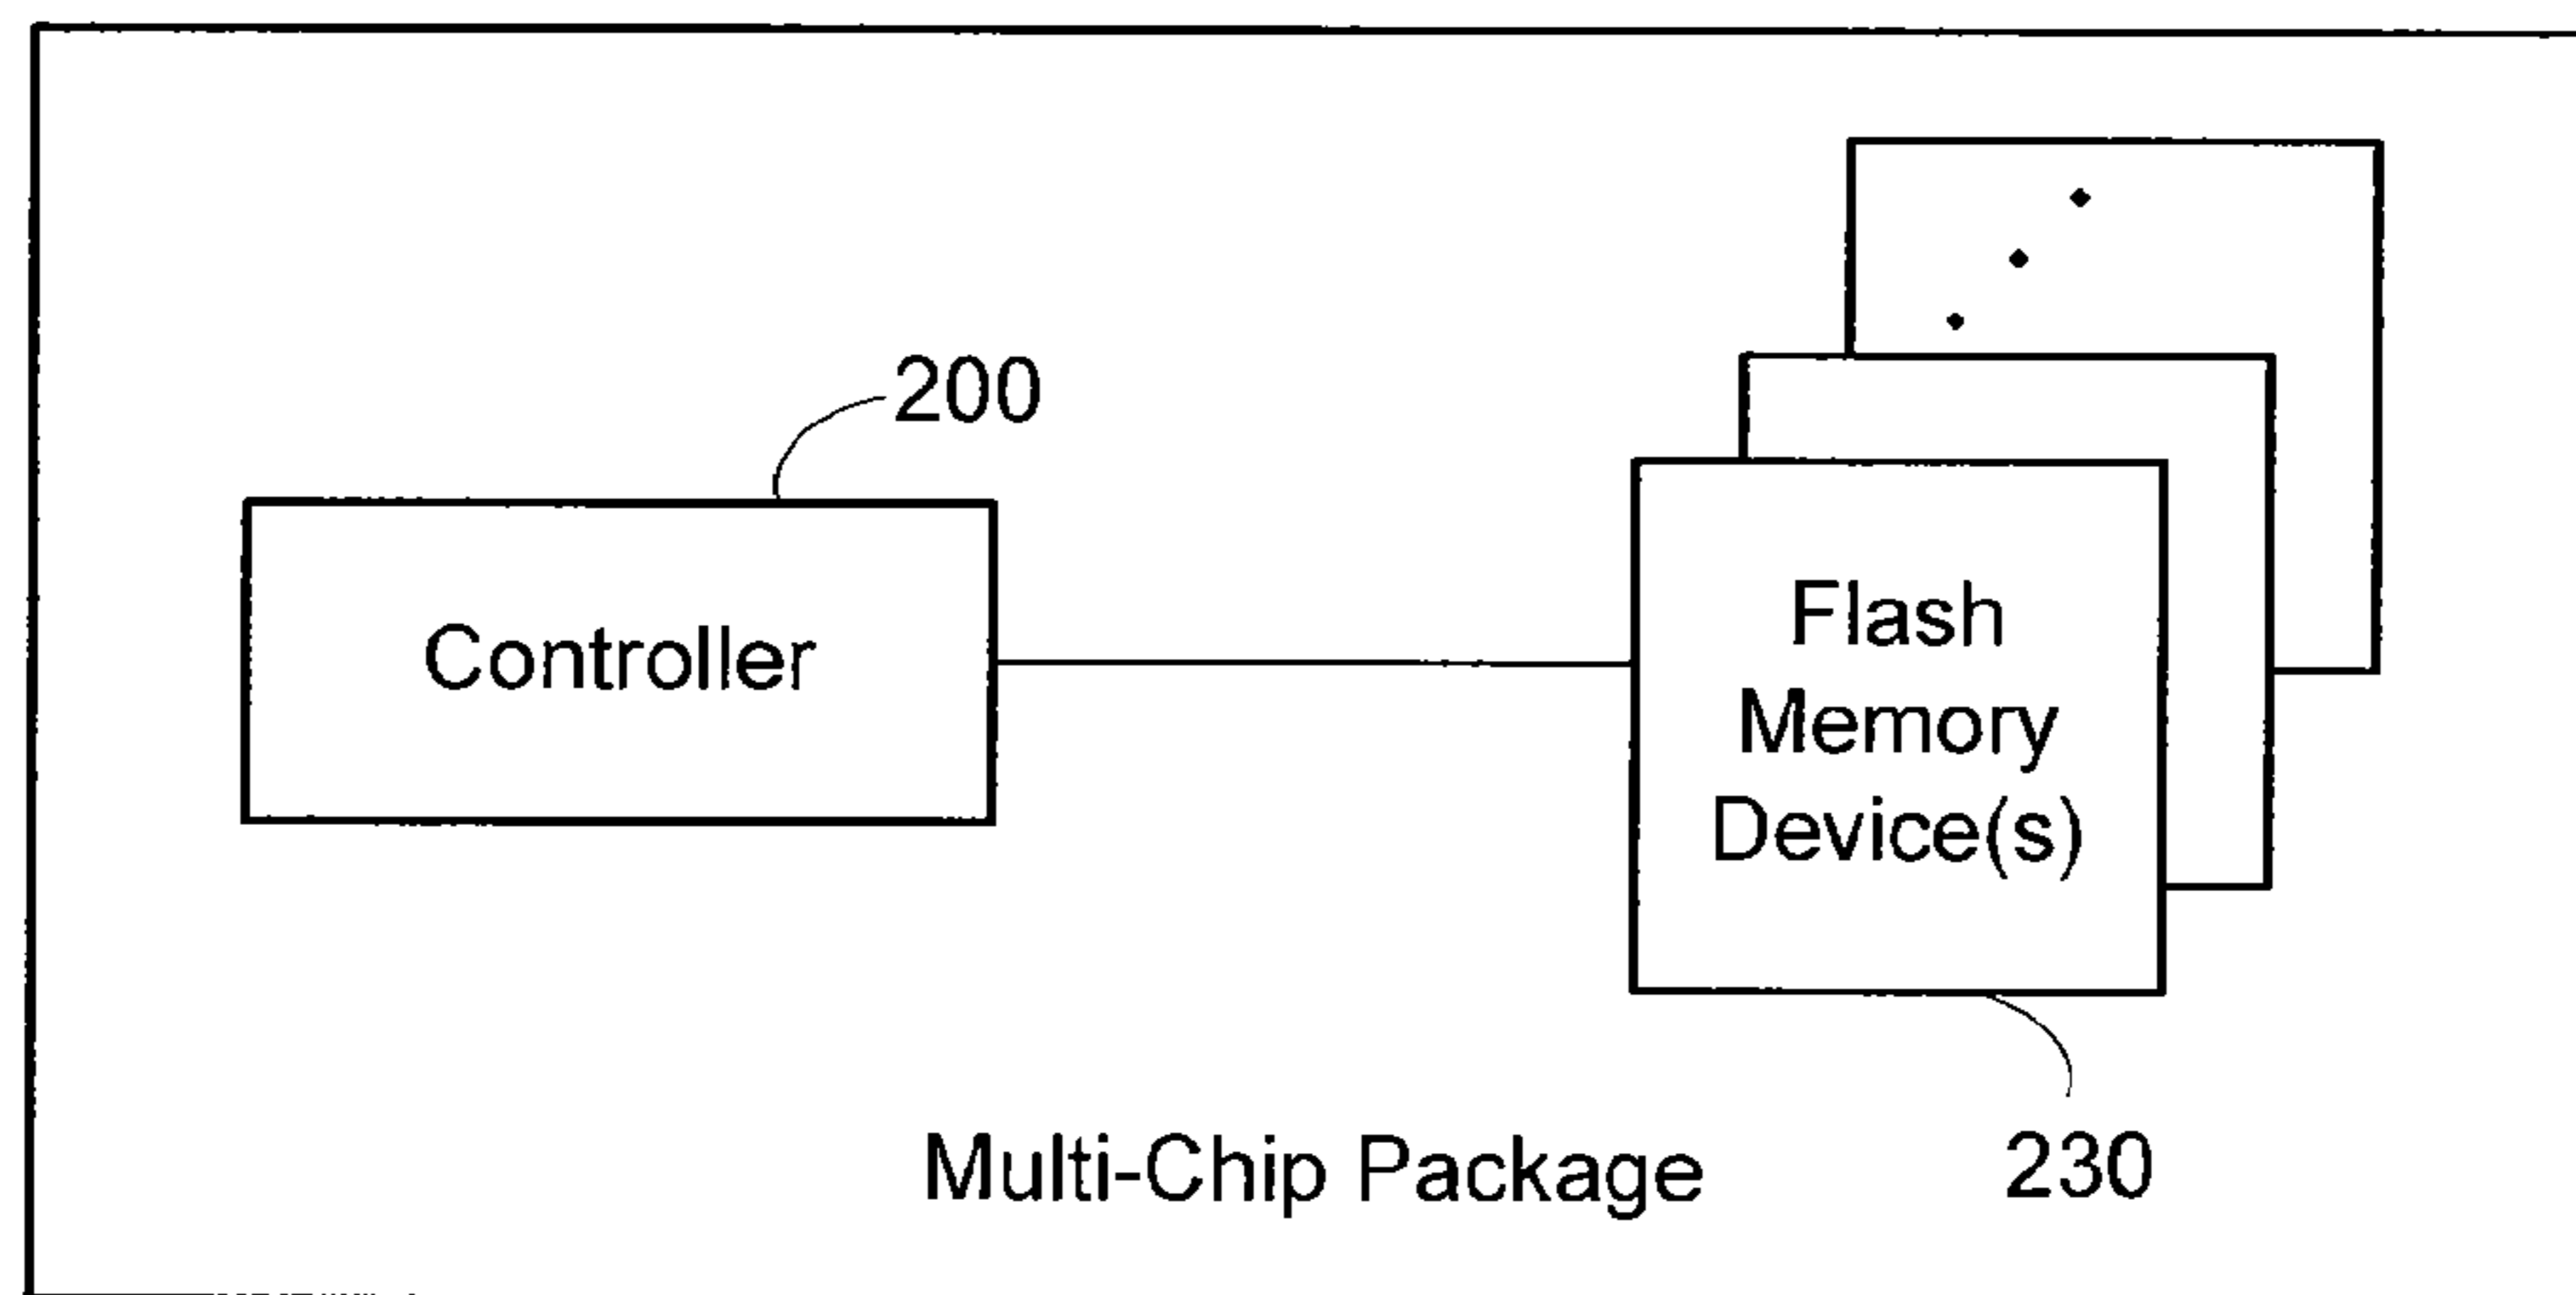 200
Controller
Flash
Memory
Device(s)
Multi-Chip Package
230